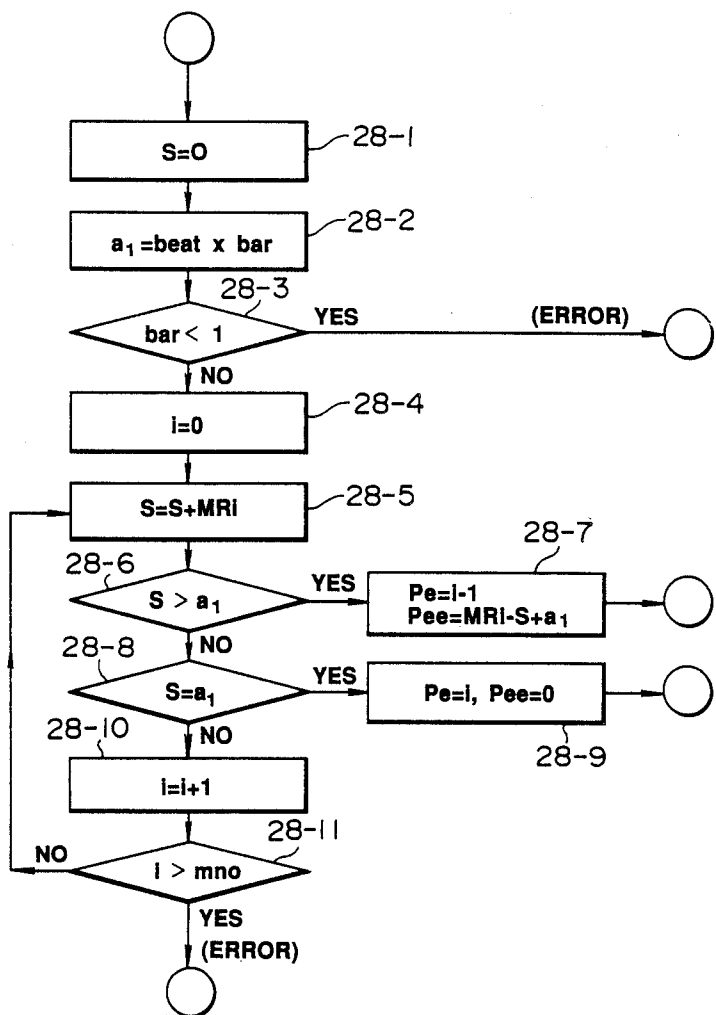 S=0
28-1
a1=beat x bar
28-2
28-3
bar< 1
YES
(ERROR)
NO
i=0
28-4
S=S+MRi
28-5
28-6
S > a1
YES
28-7
Pe=i-1
Pee=MRi-S+a1
NO
28-8
S=a1
YES
Pe=i, Pee=0
28-9
NO
28-10
i=i+1
28-11
i > mno
NO
YES
(ERROR)